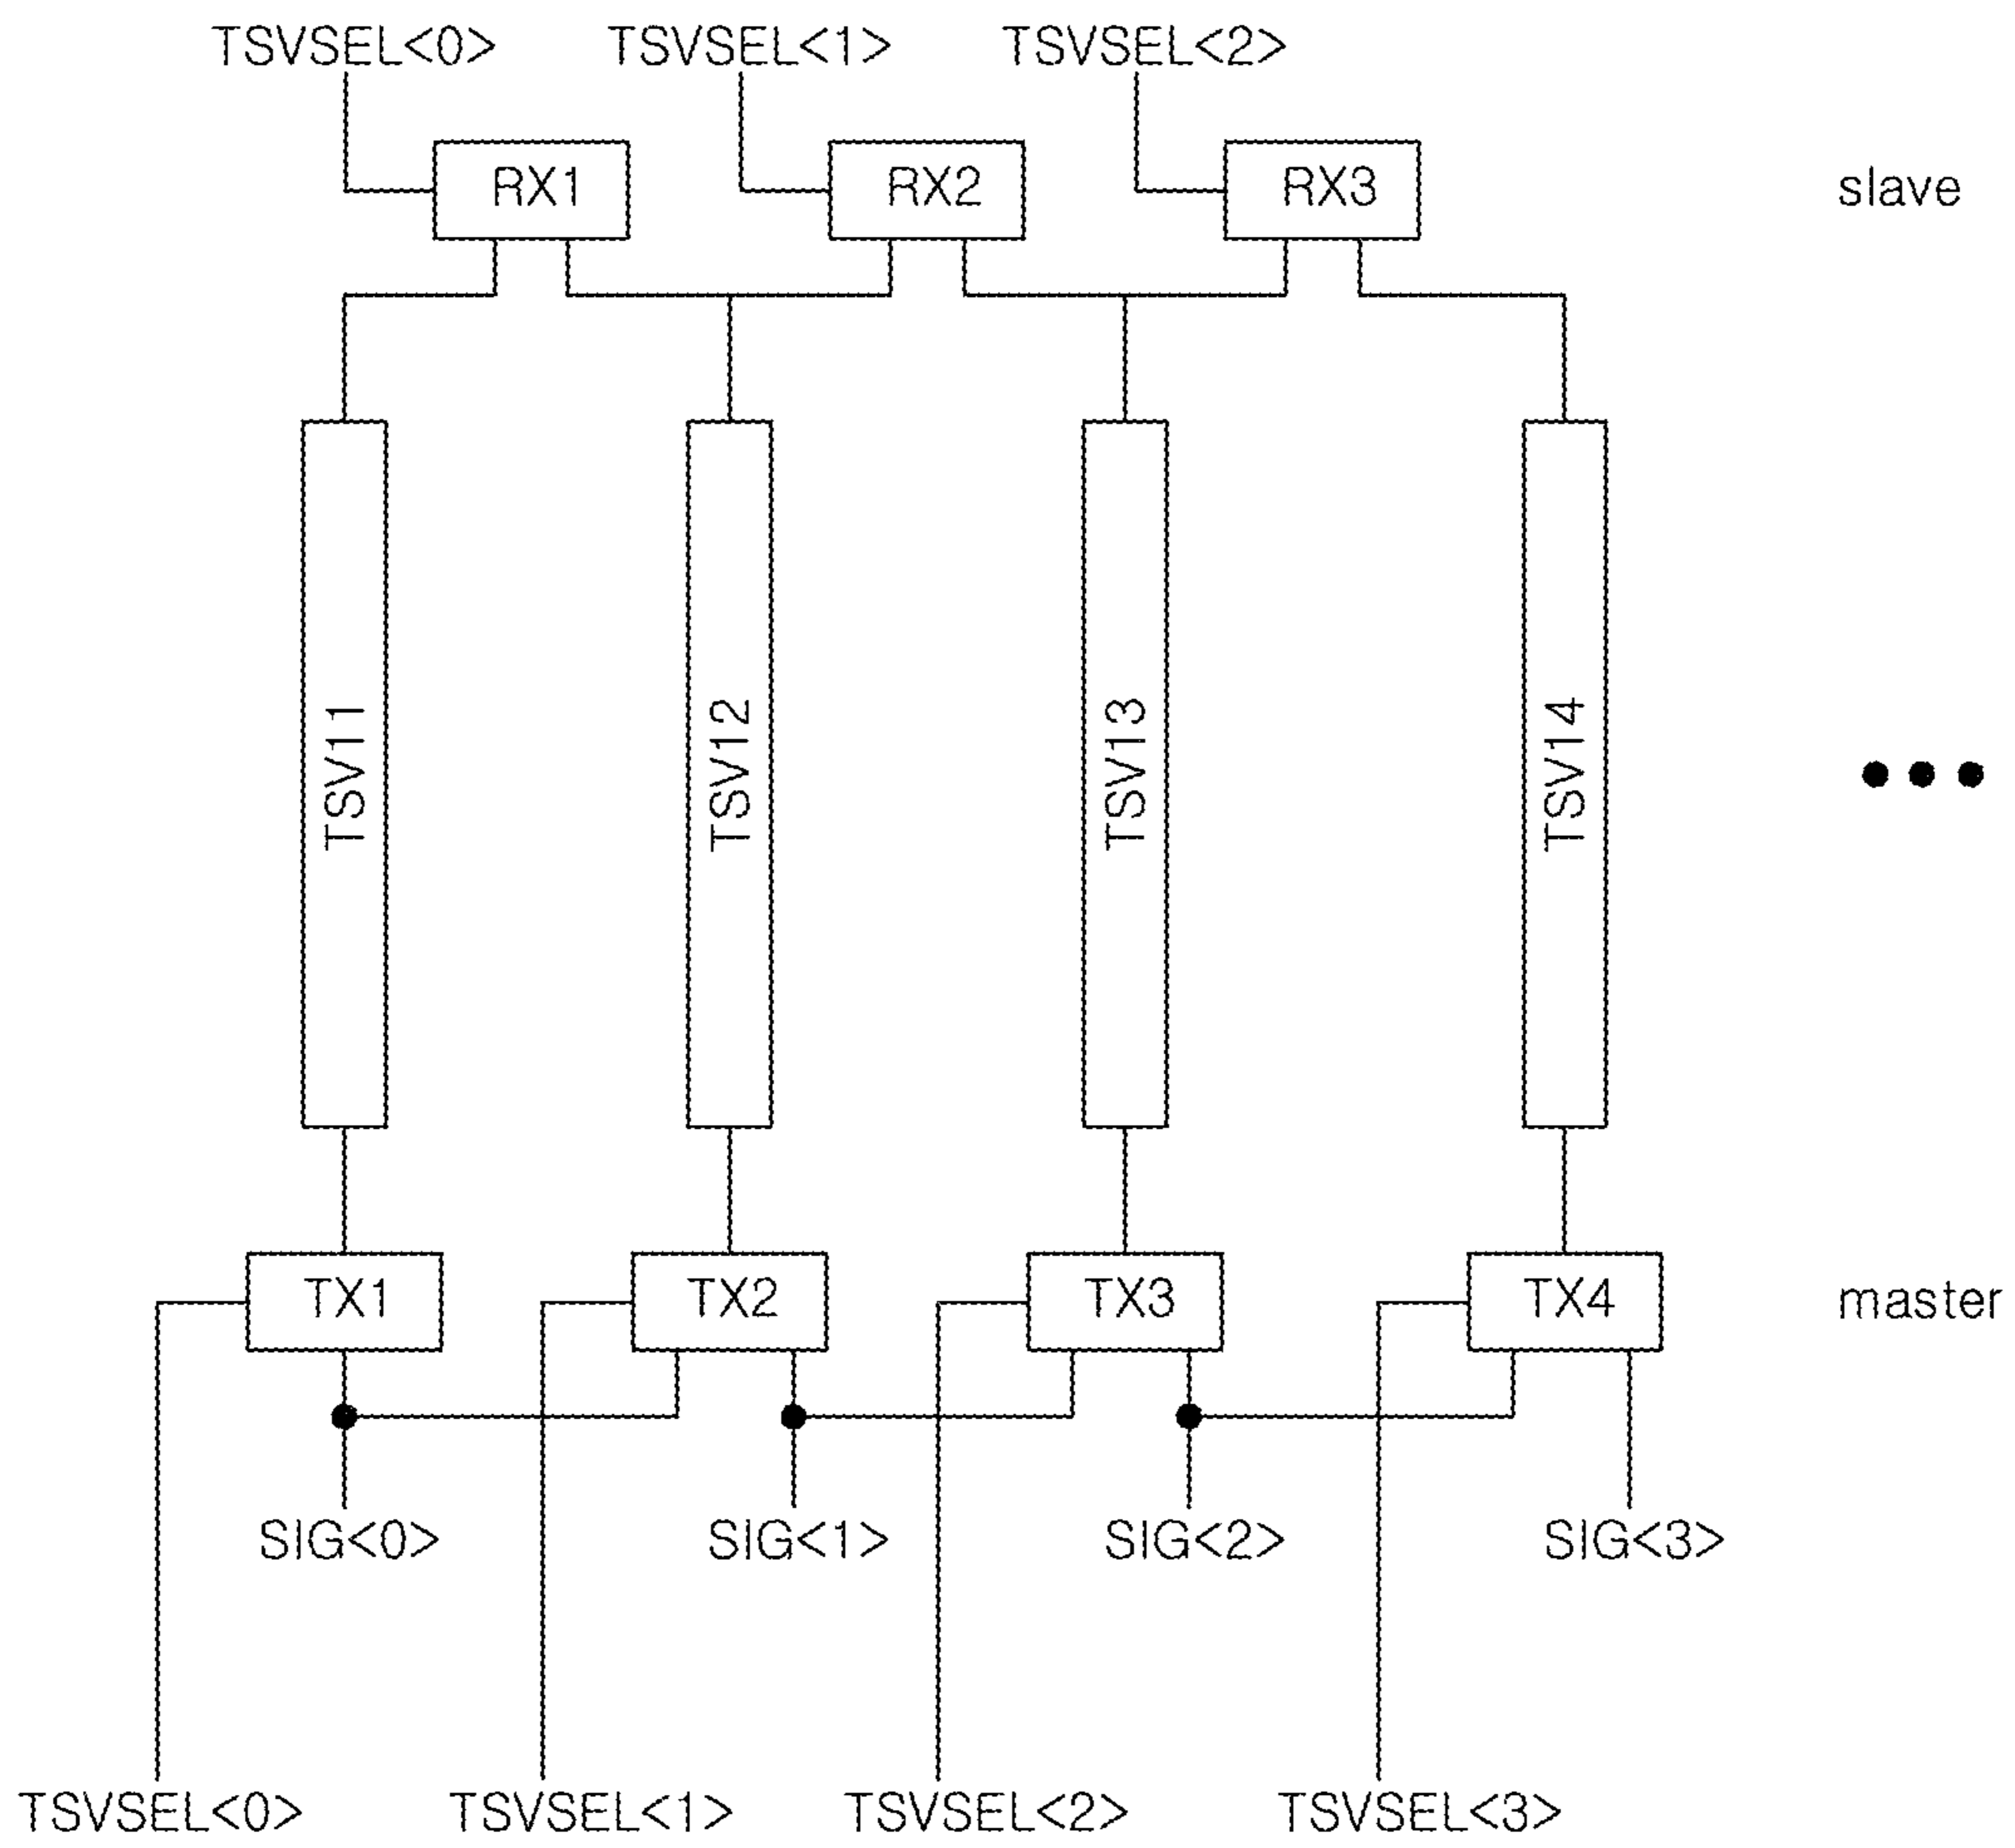 TSVSEL<0> TSVSEL<1> TSVSEL<2>
RX1 RX2 RX3 slave
TSV11 TSV12 TSV13 TSV14
TX1 TX2 TX3 TX4 master
SIG<0> SIG<1> SIG<2> SIG<3>
TSVSEL<0> TSVSEL<1> TSVSEL<2> TSVSEL<3>